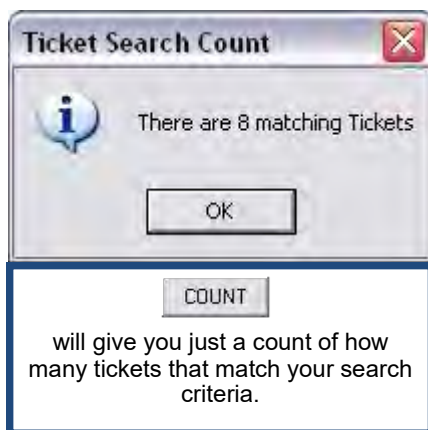 Ticket Search Count
There are 8 matching Tickets
OK
COUNT
will give you just a count of how
many tickets that match your search
criteria.